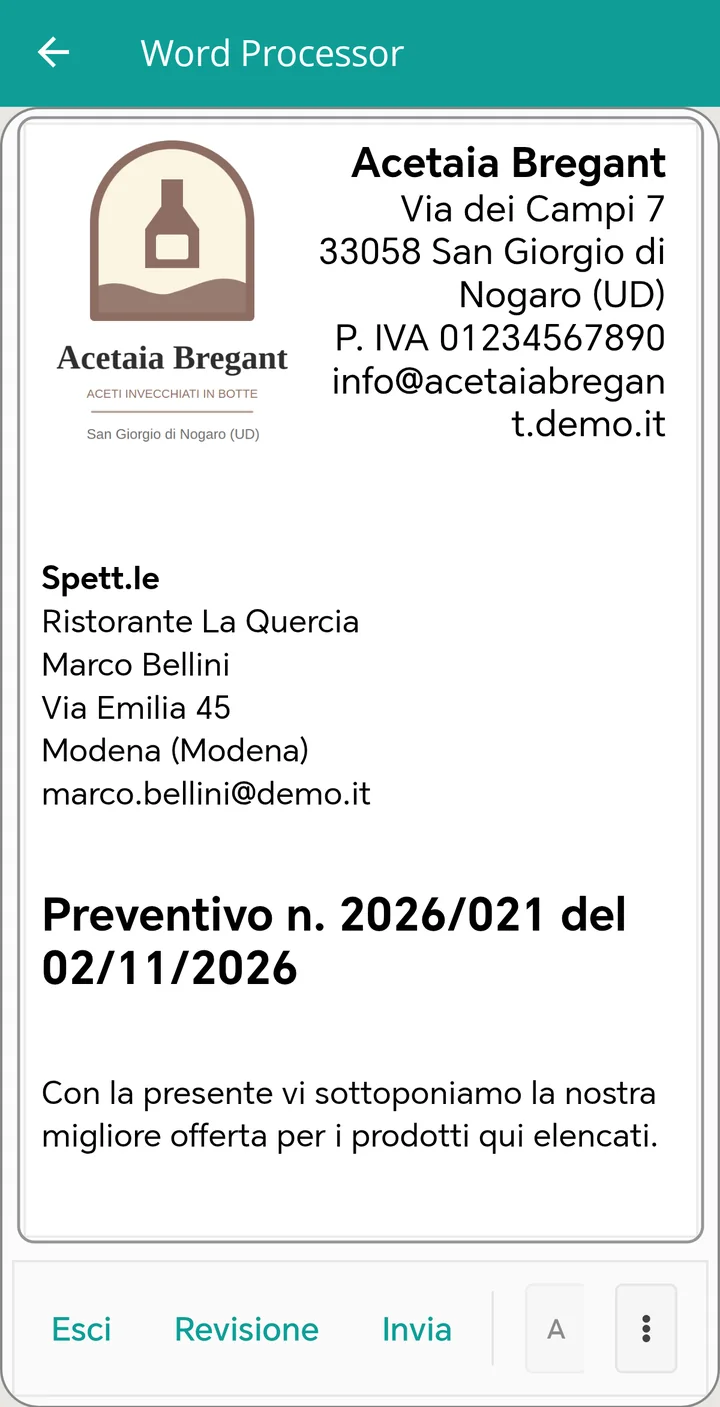 Word Processor
Acetaia Bregant
ACETI INVECCHIATI IN BOTTE
San Giorgio di Nogaro (UD)
Acetaia Bregant
Via dei Campi 7
33058 San Giorgio di
Nogaro (UD)
P. IVA 01234567890
info@acetaiabregan
t.demo.it
Spett.le
Ristorante La Quercia
Marco Bellini
Via Emilia 45
Modena (Modena)
marco.bellini@demo.it
Preventivo n. 2026/021 del
02/11/2026
Con la presente vi sottoponiamo la nostra
migliore offerta per i prodotti qui elencati.
Esci Revisione Invia A